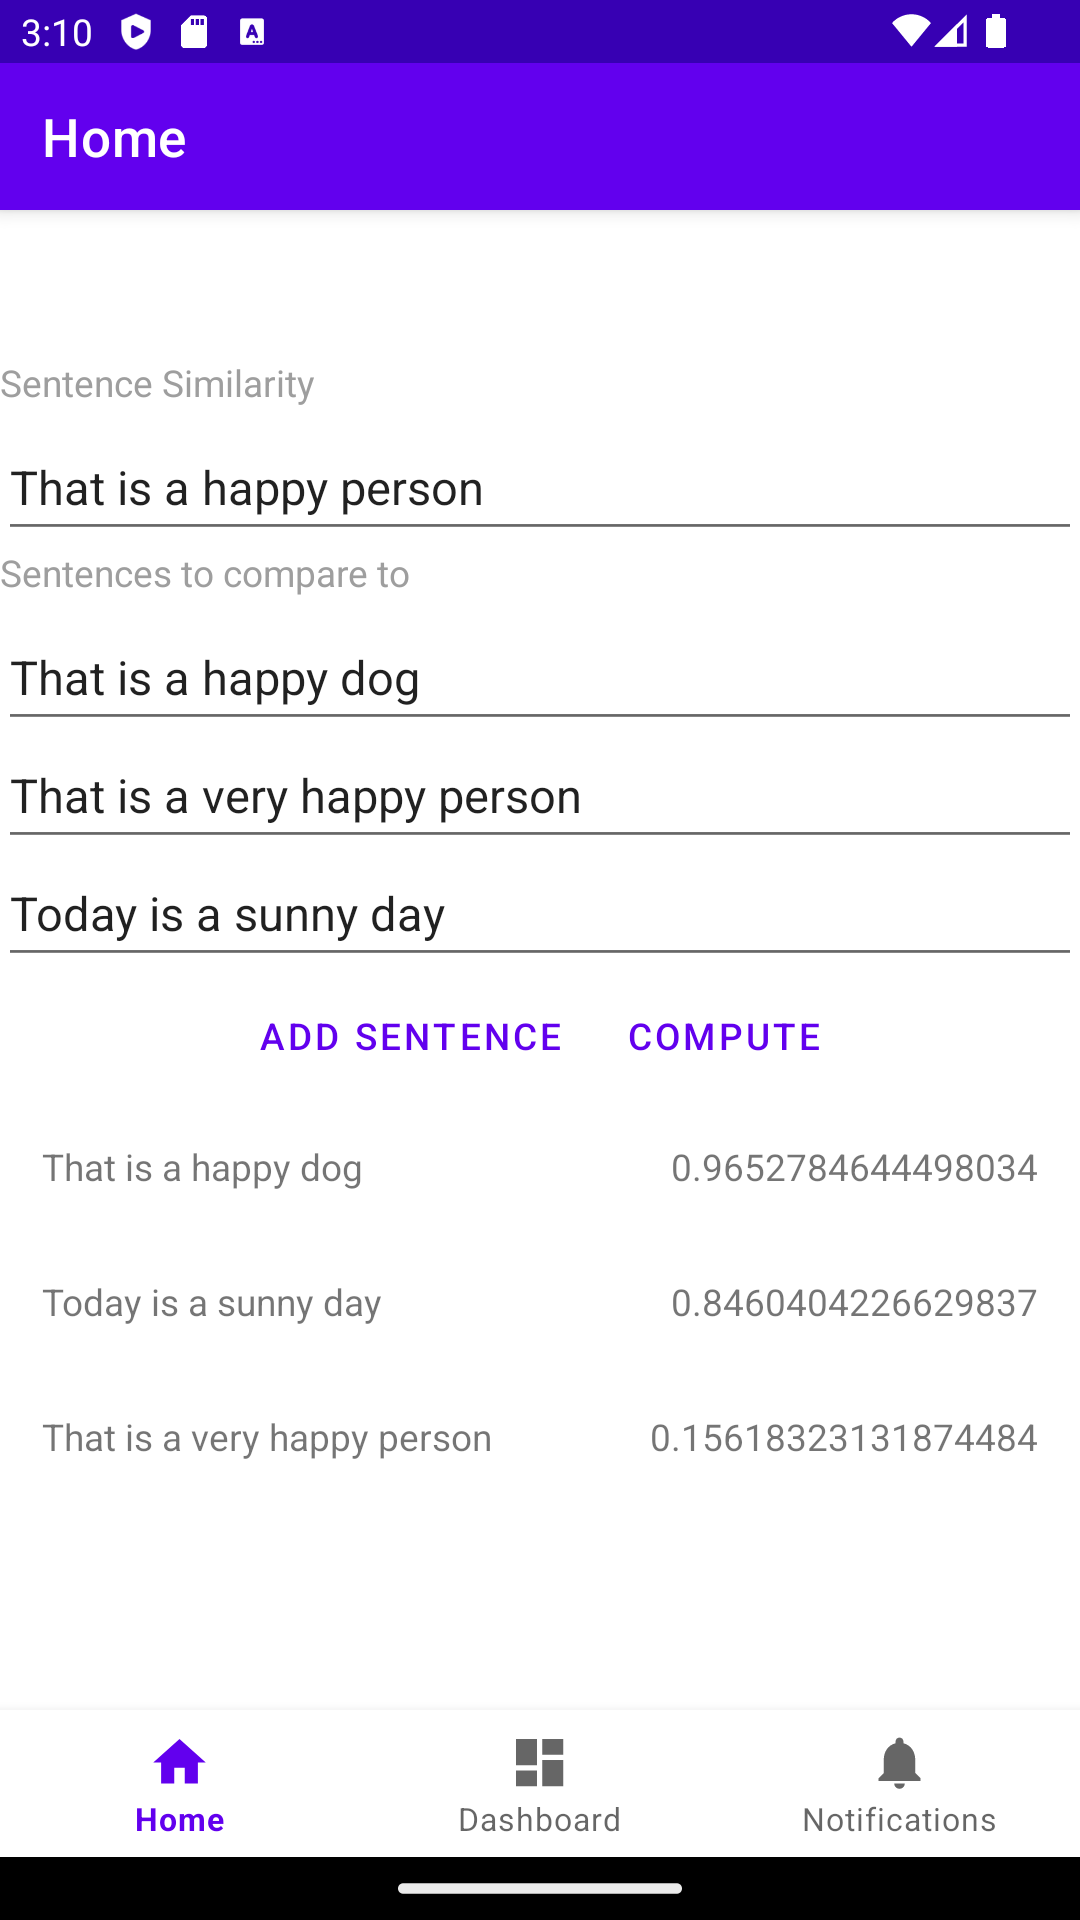 3:10
Home
Sentence Similarity
That is a happy person
Sentences to compare to
That is a happy dog
That is a very happy person
Today is a sunny day
ADD SENTENCE COMPUTE
That is a happy dog 0.9652784644498034
Today is a sunny day 0.8460404226629837
That is a very happy person 0.15618323131874484
Home Dashboard Notifications